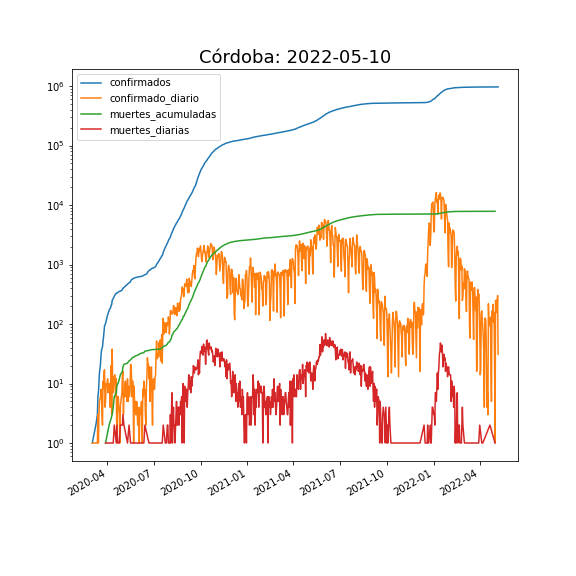 Córdoba: 2022-05-10
confirmados
confirmado_diario
muertes_acumuladas
muertes_diarias
10⁶
10⁵
10⁴
10³
10²
10¹
10⁰
2020-04 2020-07 2020-10 2021-01 2021-04 2021-07 2021-10 2022-01 2022-04